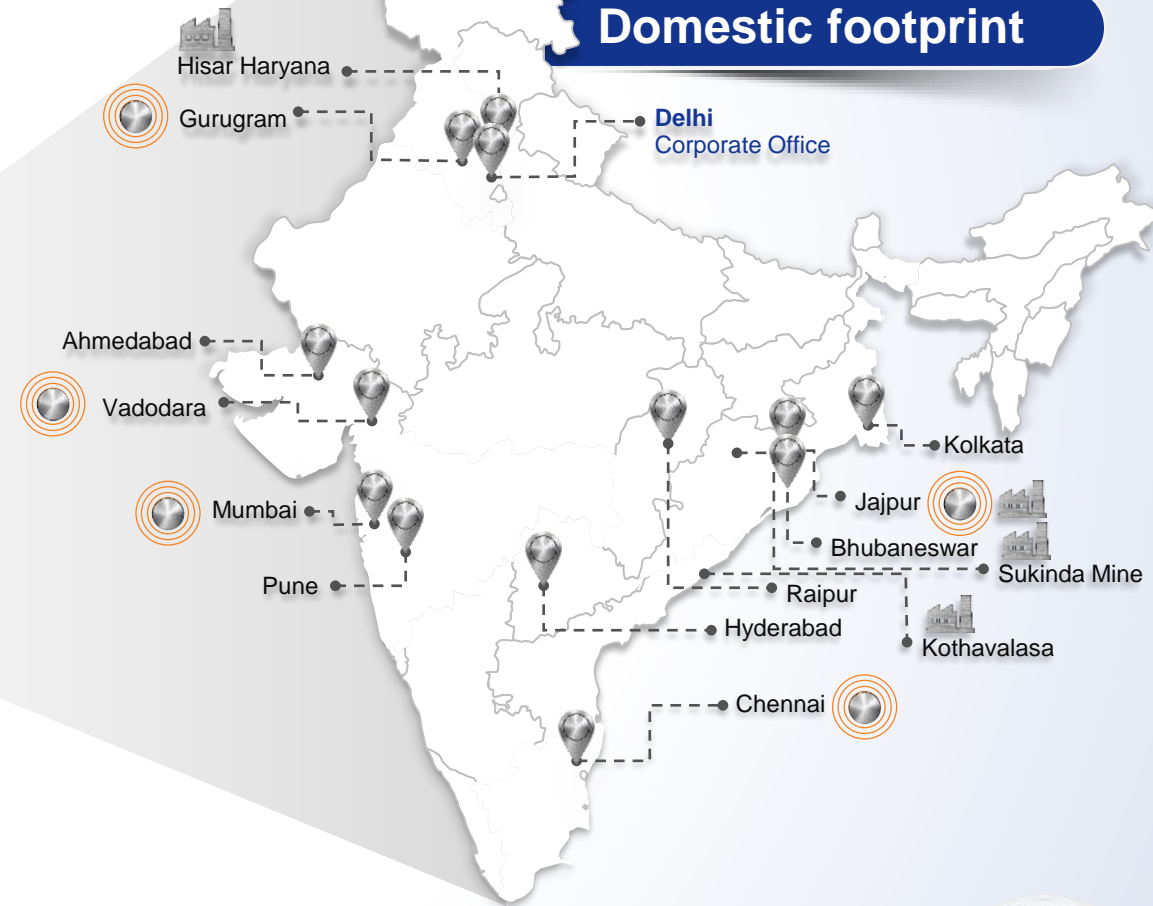 Domestic footprint
Hisar Haryana
Gurugram
Delhi
Corporate Office
Ahmedabad
Vadodara
Kolkata
Mumbai
Jajpur
Bhubaneswar
Sukinda Mine
Pune
Raipur
Hyderabad
Kothavalasa
Chennai